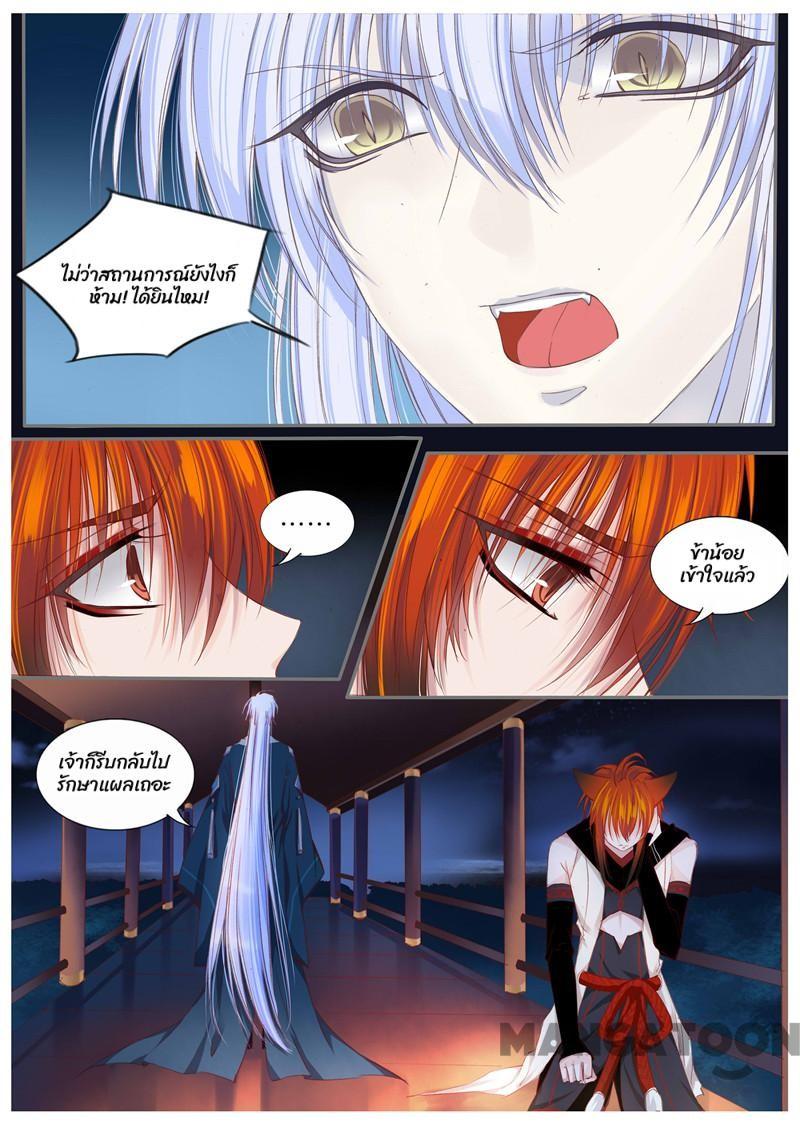 ไม่ว่าสถานการณ์ยังไงก็
ห้าม! ได้ยินไหม!
......
ข้าน้อย
เข้าใจแล้ว
เจ้าก็รีบกลับไป
รักษาแผลเถอะ
MANGATOON